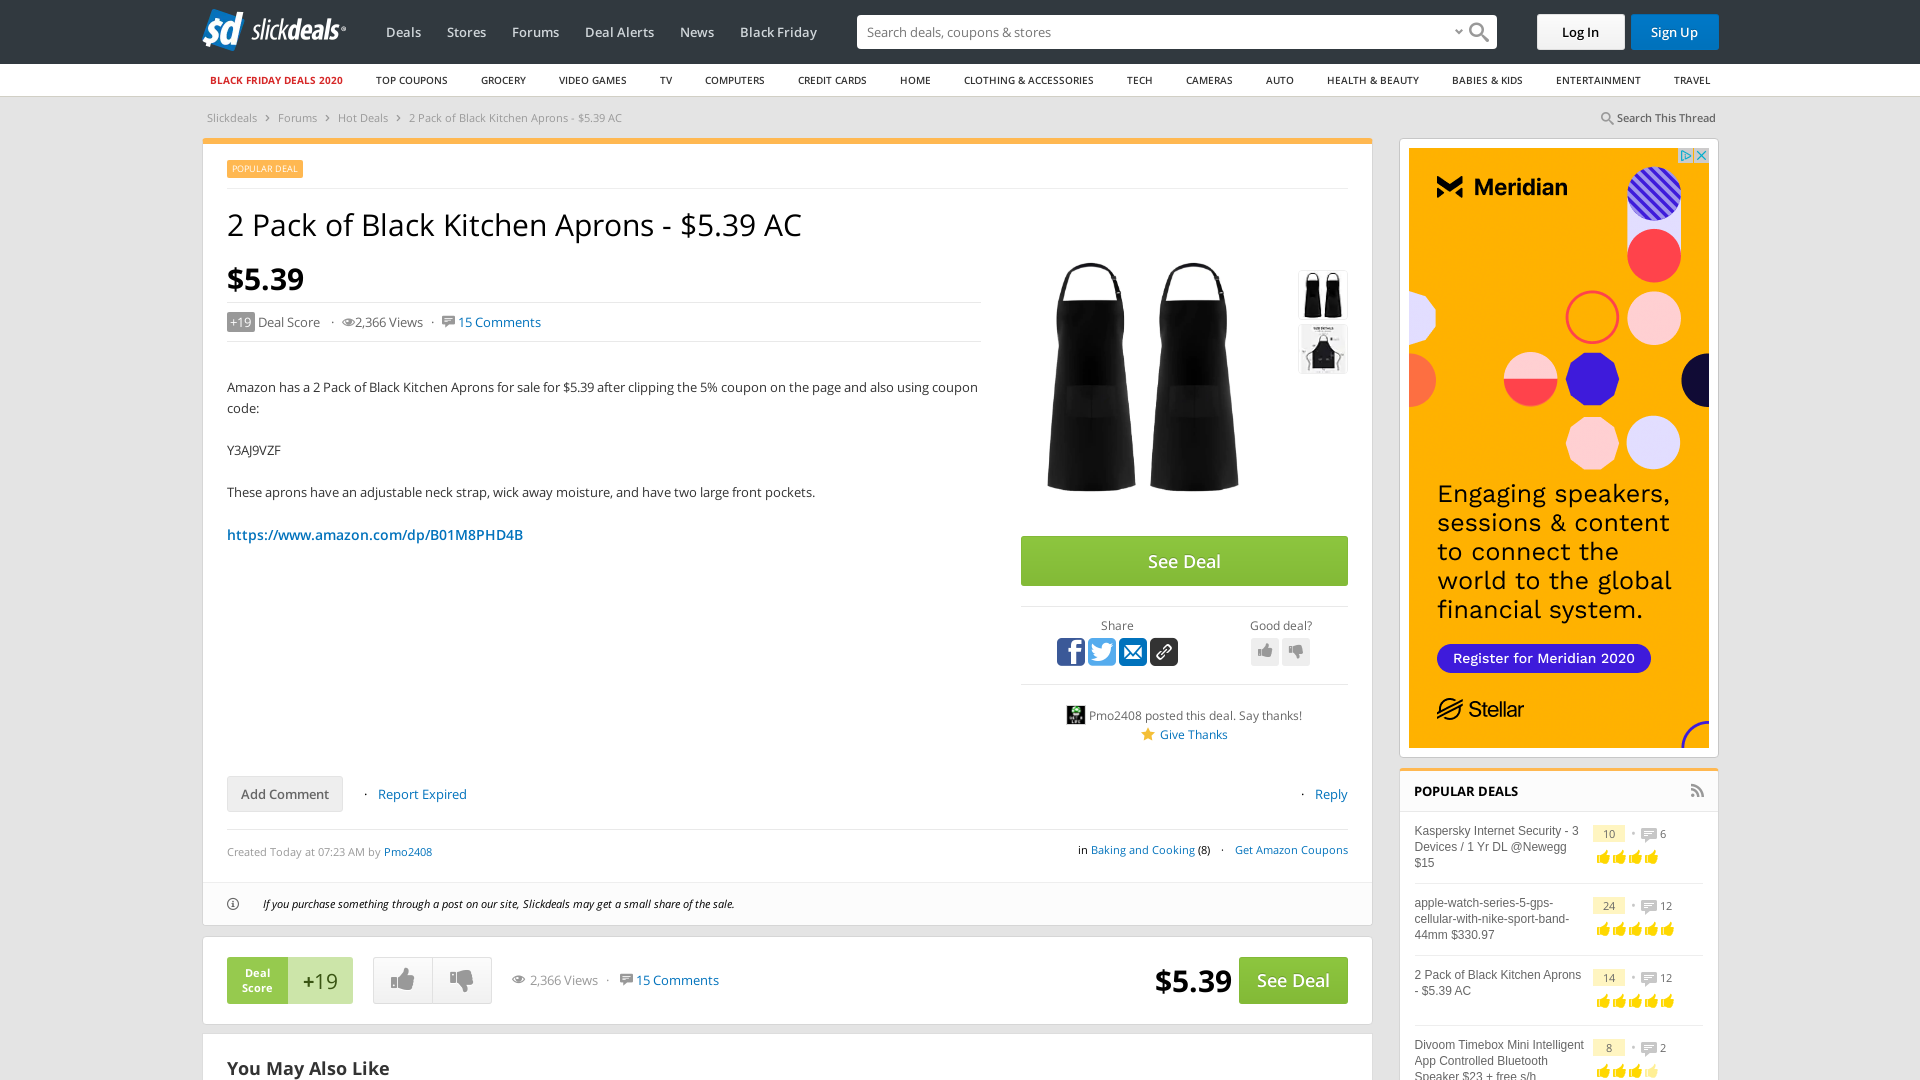 sd slickdeals
Deals Stores Forums Deal Alerts News Black Friday
Search deals, coupons & stores
Log In
Sign Up
BLACK FRIDAY DEALS 2020 TOP COUPONS GROCERY VIDEO GAMES TV COMPUTERS CREDIT CARDS HOME CLOTHING & ACCESSORIES TECH CAMERAS AUTO HEALTH & BEAUTY BABIES & KIDS ENTERTAINMENT TRAVEL
Slickdeals > Forums > Hot Deals > 2 Pack of Black Kitchen Aprons - $5.39 AC
Search This Thread
POPULAR DEAL
2 Pack of Black Kitchen Aprons - $5.39 AC
$5.39
+19 Deal Score · 2,366 Views · 15 Comments
Amazon has a 2 Pack of Black Kitchen Aprons for sale for $5.39 after clipping the 5% coupon on the page and also using coupon
code:
Y3AJ9VZF
These aprons have an adjustable neck strap, wick away moisture, and have two large front pockets.
https://www.amazon.com/dp/B01M8PHD4B
See Deal
Share
Good deal?
Pmo2408 posted this deal. Say thanks!
Give Thanks
Add Comment · Report Expired
· Reply
Created Today at 07:23 AM by Pmo2408
in Baking and Cooking (8) · Get Amazon Coupons
If you purchase something through a post on our site, Slickdeals may get a small share of the sale.
Deal
Score
+19
2,366 Views · 15 Comments
$5.39
See Deal
You May Also Like
Meridian
Engaging speakers,
sessions & content
to connect the
world to the global
financial system.
Register for Meridian 2020
Stellar
POPULAR DEALS
Kaspersky Internet Security - 3
Devices / 1 Yr DL @Newegg
$15
10 • 6
apple-watch-series-5-gps-
cellular-with-nike-sport-band-
44mm $330.97
24 • 12
2 Pack of Black Kitchen Aprons
- $5.39 AC
14 • 12
Divoom Timebox Mini Intelligent
App Controlled Bluetooth
Speaker $23 + free s/h
8 • 2